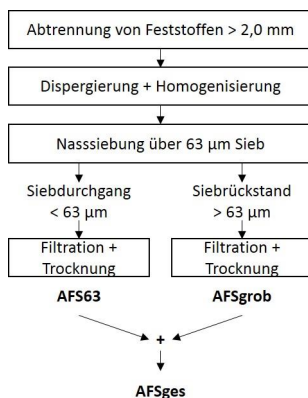 Abtrennung von Feststoffen > 2,0 mm
Dispergierung + Homogenisierung
Nasssiebung über 63 µm Sieb
Siebdurchgang
< 63 µm
Siebrückstand
> 63 µm
Filtration +
Trocknung
Filtration +
Trocknung
AFS63
AFSgrob
+
AFSges